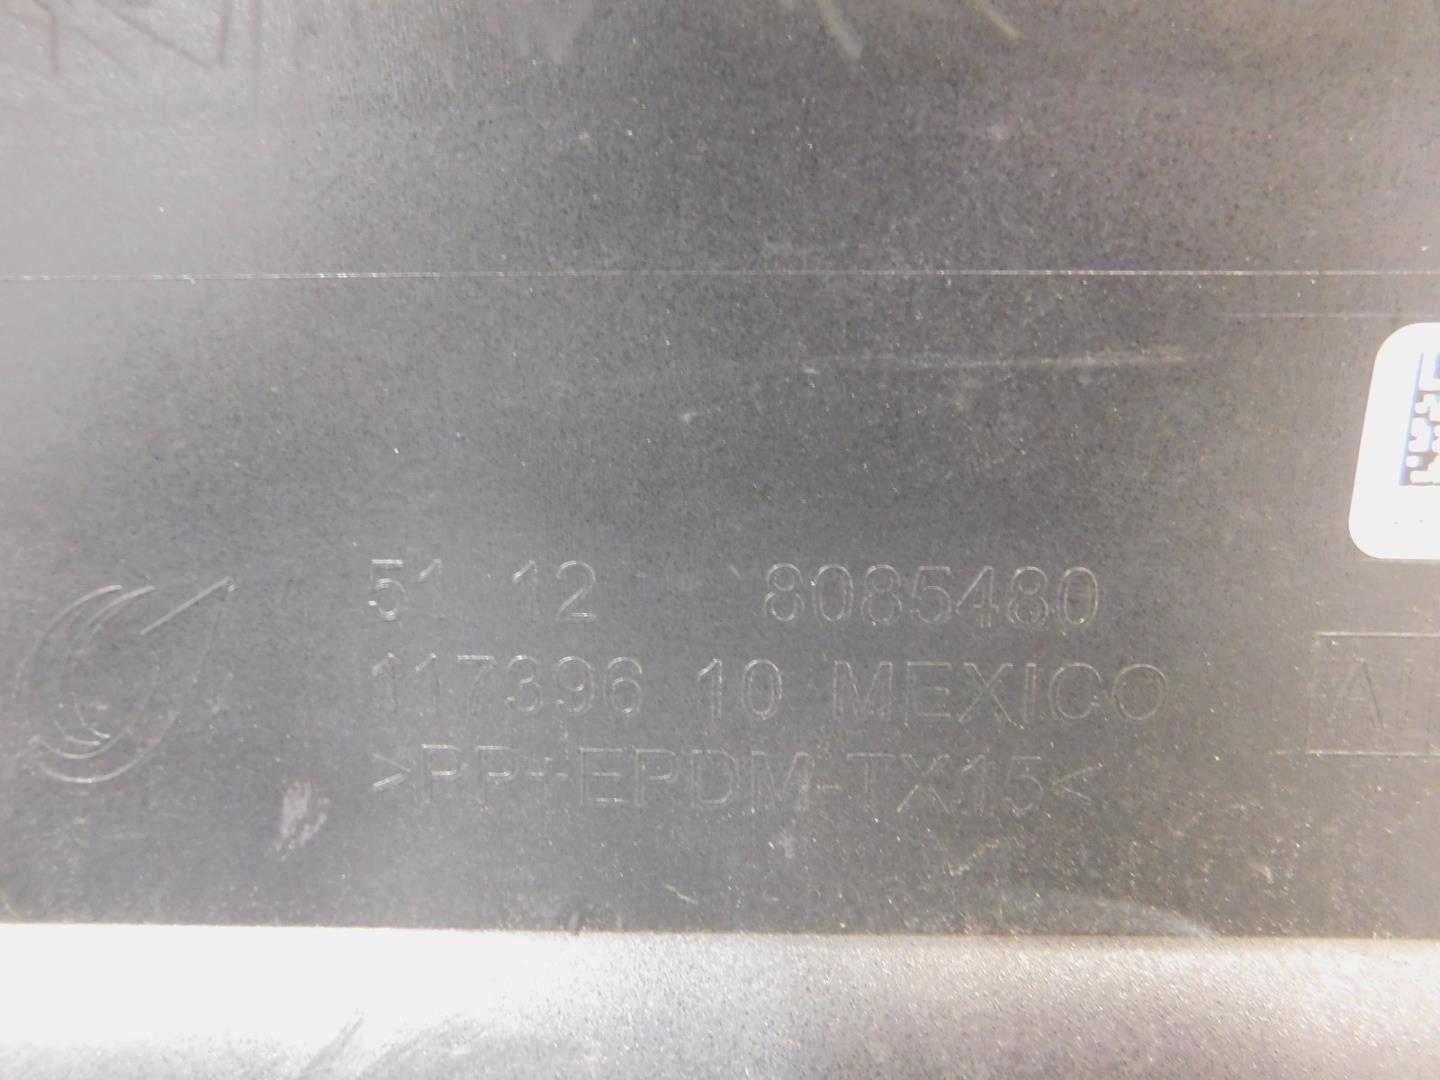 51 12 8085480
117396 10 MEXICO
>PP+EPDM-TX15<